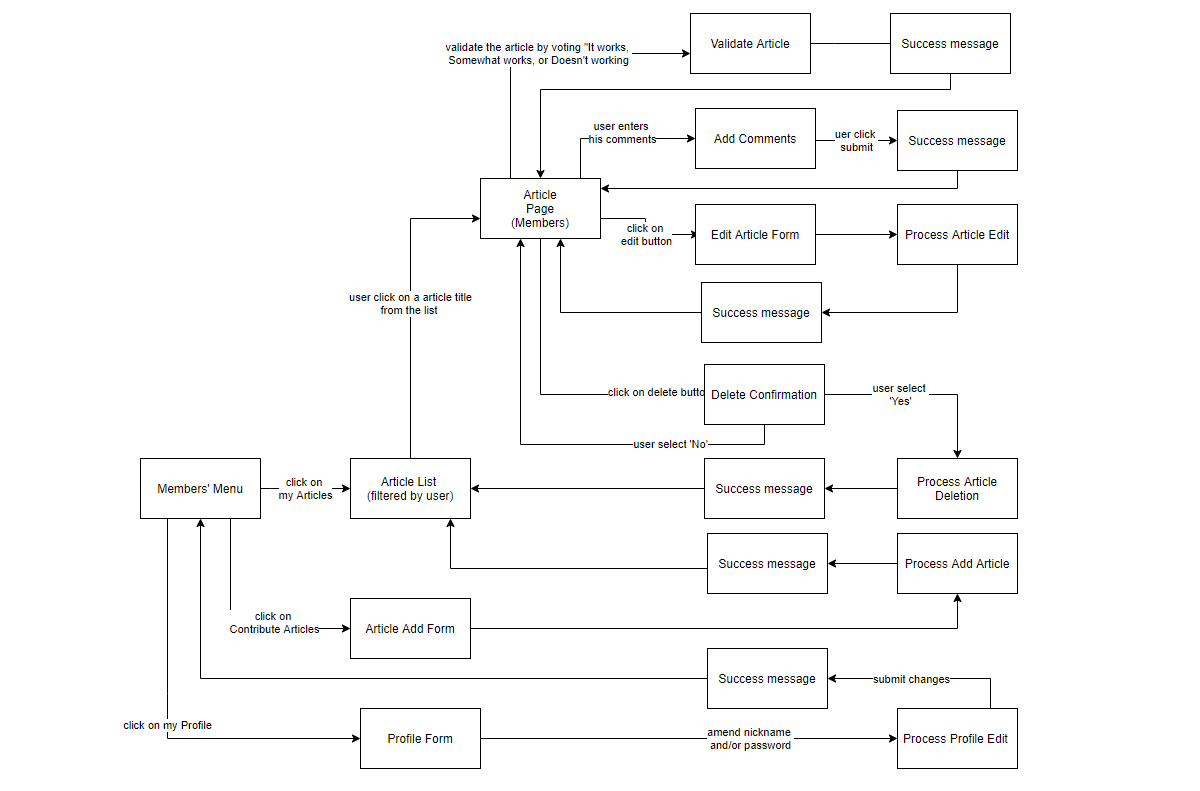 validate the article by voting "It works,
Somewhat works, or Doesn't working
Validate Article
Success message
user enters
his comments
Add Comments
uer click
submit
Success message
Article
Page
(Members)
click on
edit button
Edit Article Form
Process Article Edit
user click on a article title
from the list
Success message
click on delete butto
Delete Confirmation
user select
'Yes'
user select 'No'
Members' Menu
click on
my Articles
Article List
(filtered by user)
Success message
Process Article
Deletion
Success message
Process Add Article
click on
Contribute Articles
Article Add Form
Success message
submit changes
click on my Profile
Profile Form
amend nickname
and/or password
Process Profile Edit